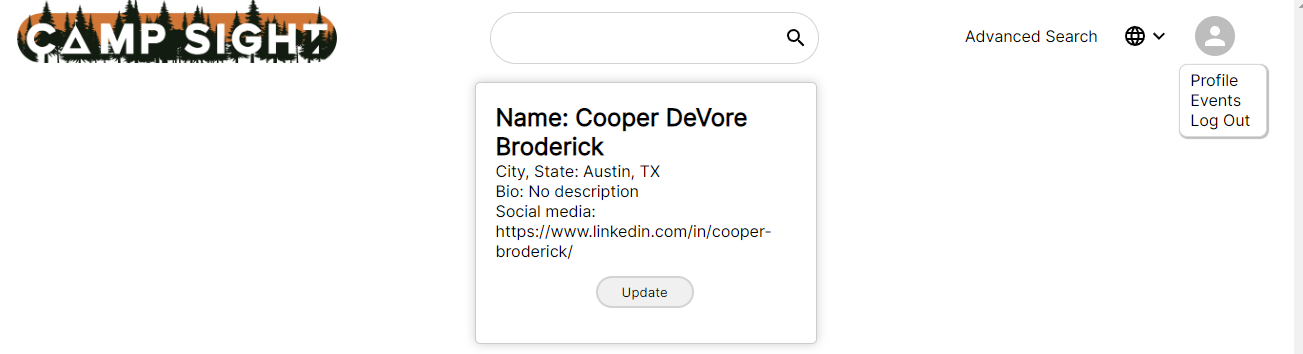 CAMP SIGHT
Advanced Search
Profile
Events
Log Out
Name: Cooper DeVore
Broderick
City, State: Austin, TX
Bio: No description
Social media:
https://www.linkedin.com/in/cooper-
broderick/
Update